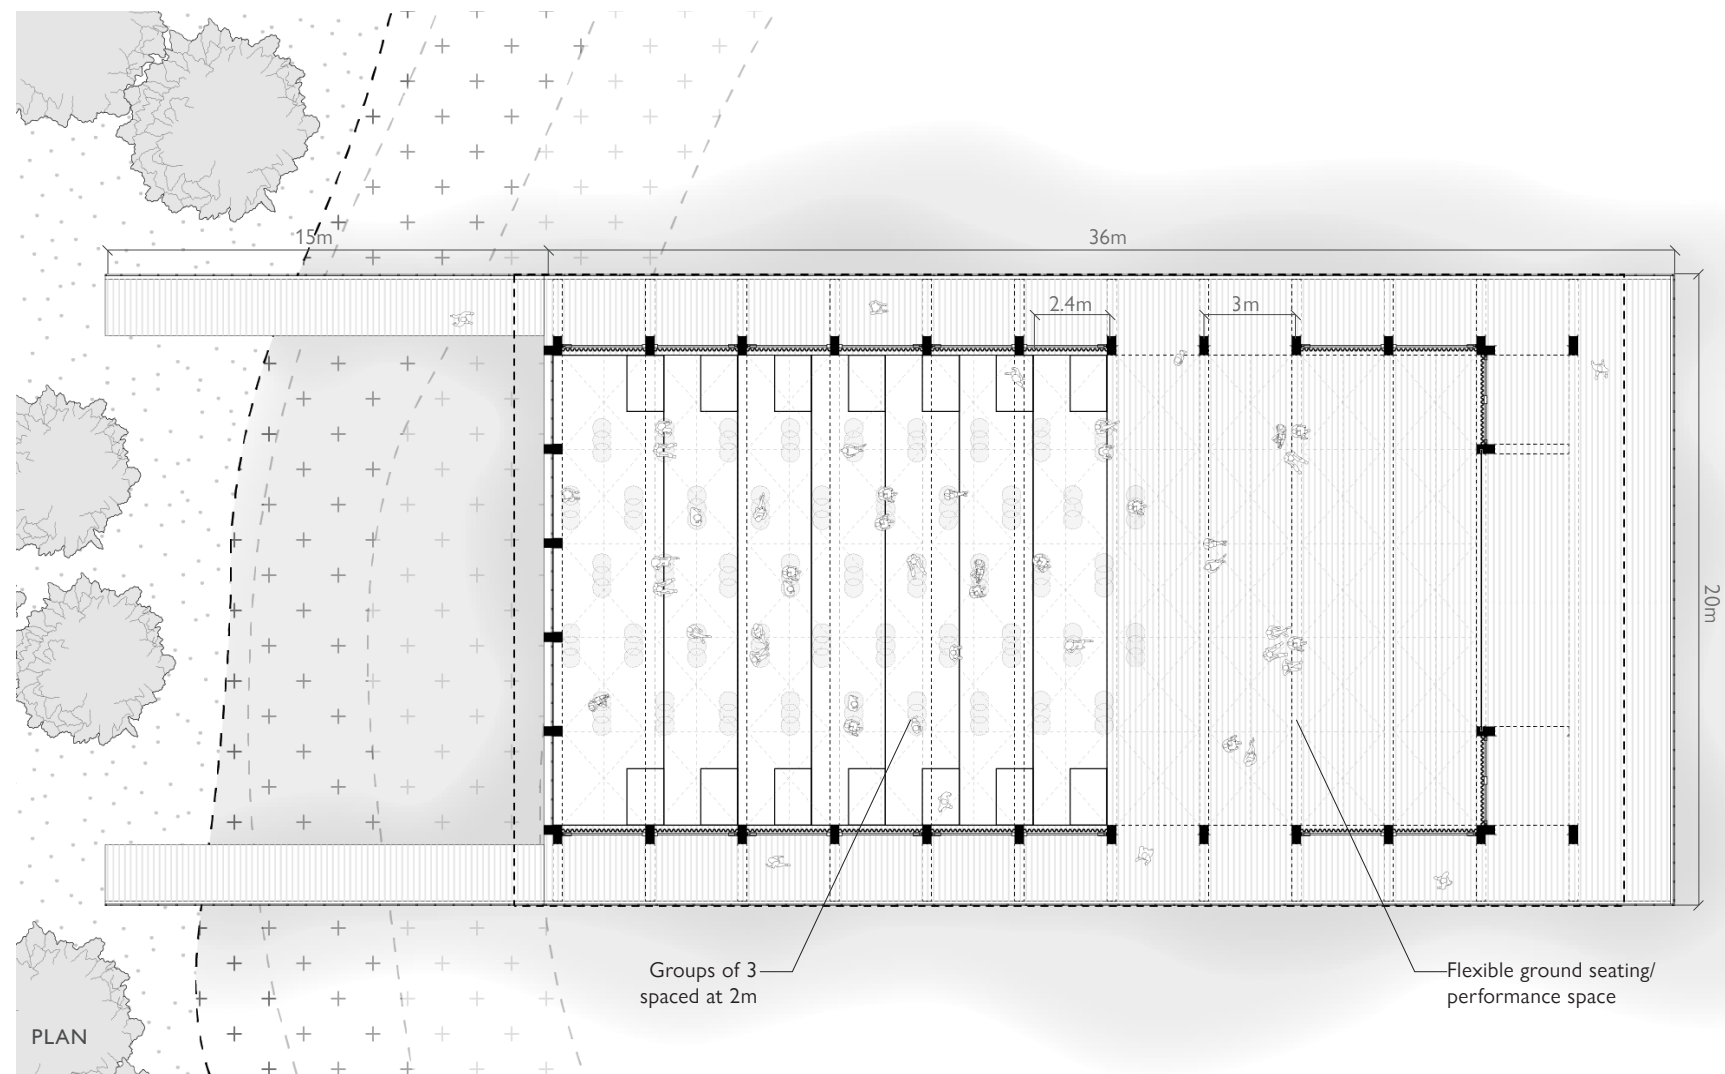 15m
36m
2.4m
3m
20m
Groups of 3
spaced at 2m
Flexible ground seating/
performance space
PLAN